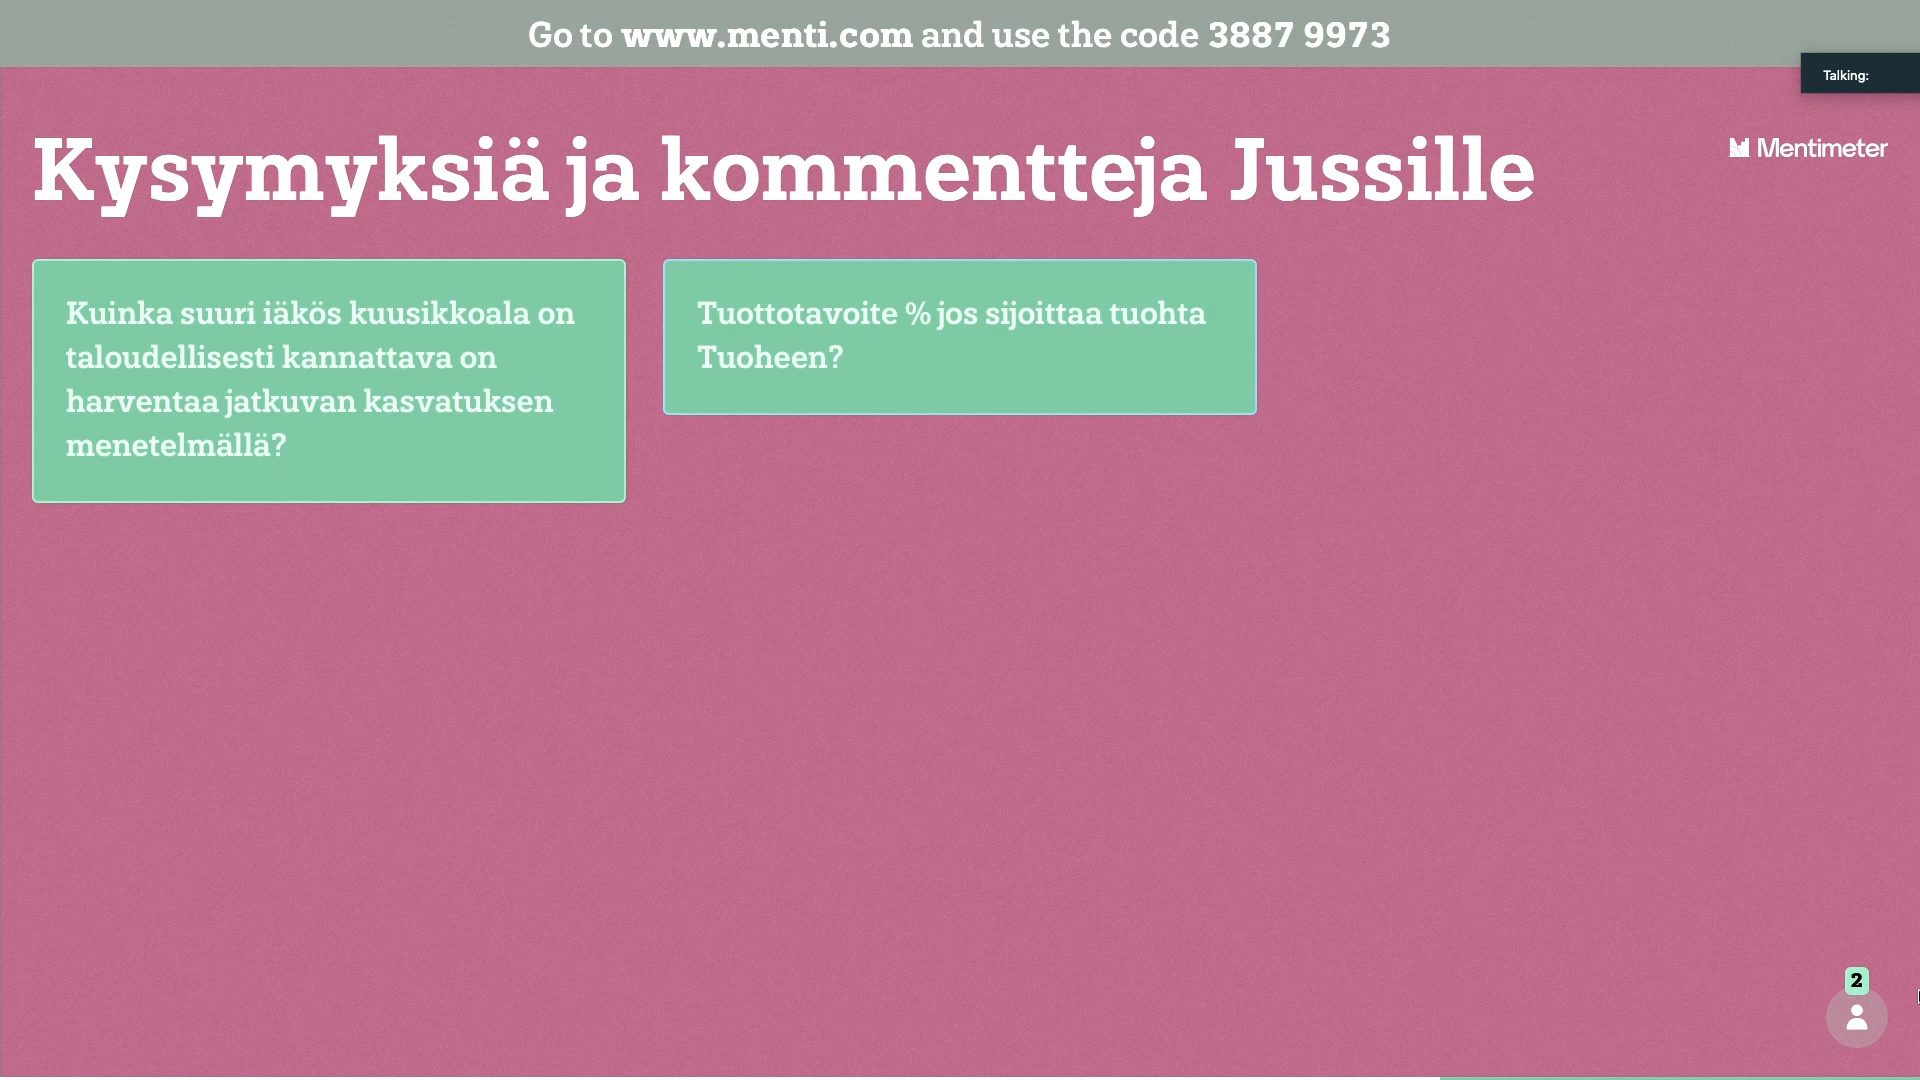 Go to www.menti.com and use the code 3887 9973
Talking:
Kysymyksiä ja kommentteja Jussille
Mentimeter
Kuinka suuri iäkös kuusikkoala on
taloudellisesti kannattava on
harventaa jatkuvan kasvatuksen
menetelmällä?
Tuottotavoite % jos sijoittaa tuohta
Tuoheen?
2